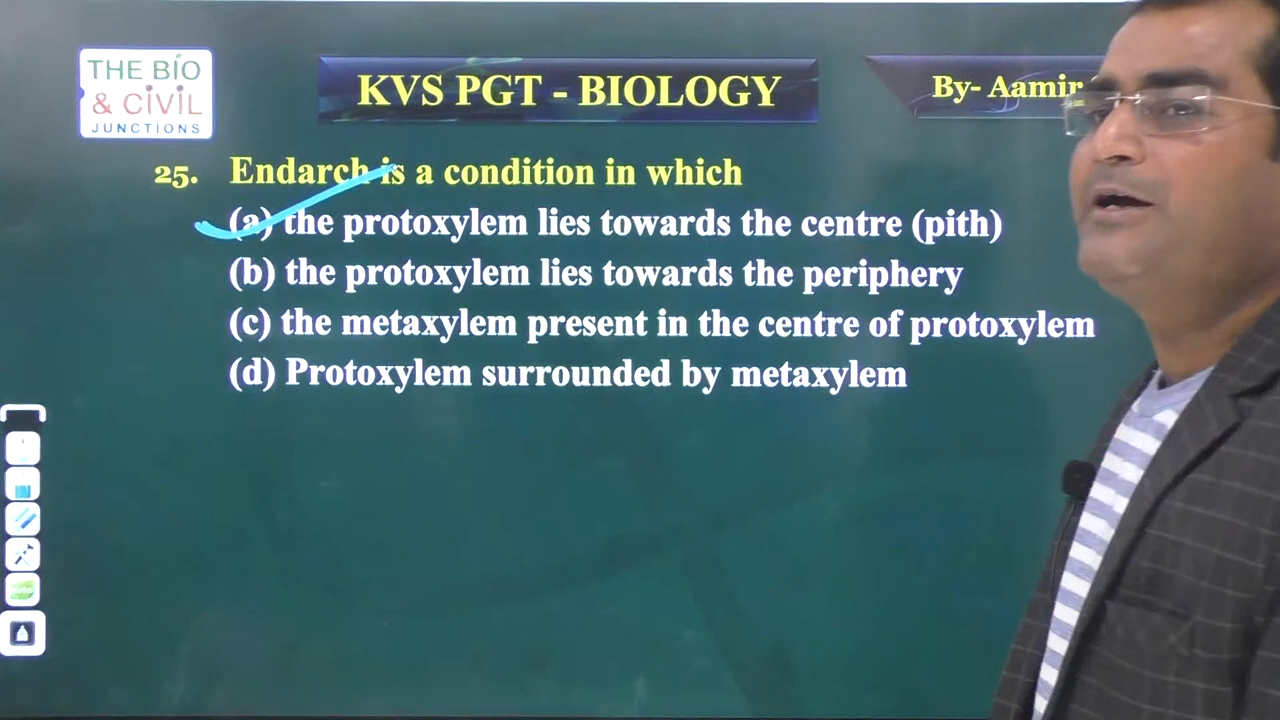 THE BIO
& CIVIL
JUNCTIONS
KVS PGT - BIOLOGY
By- Aamir
25. Endarch is a condition in which
(a) the protoxylem lies towards the centre (pith)
(b) the protoxylem lies towards the periphery
(c) the metaxylem present in the centre of protoxylem
(d) Protoxylem surrounded by metaxylem